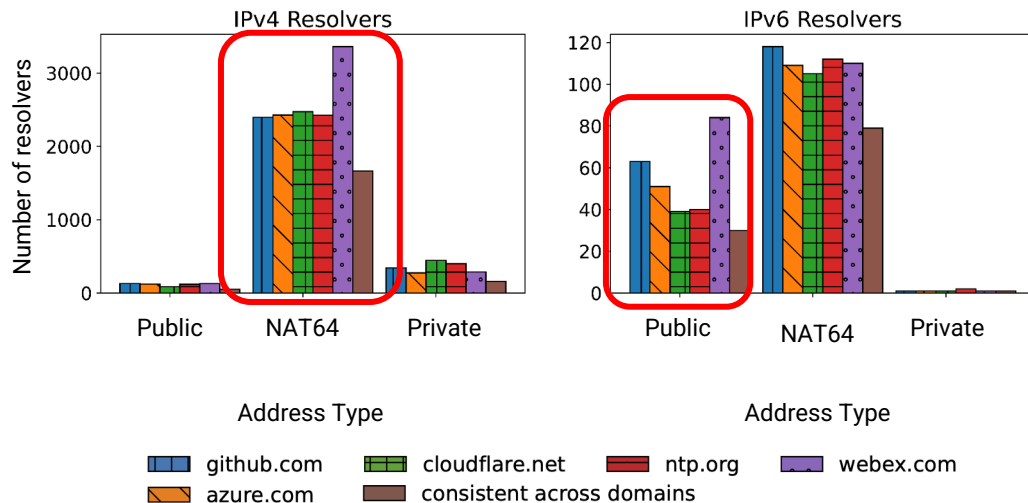 IPv4 Resolvers
IPv6 Resolvers
Number of resolvers
3000
2000
1000
0
120
100
80
60
40
20
0
Public NAT64 Private
Public NAT64 Private
Address Type
Address Type
github.com cloudflare.net ntp.org webex.com
azure.com consistent across domains